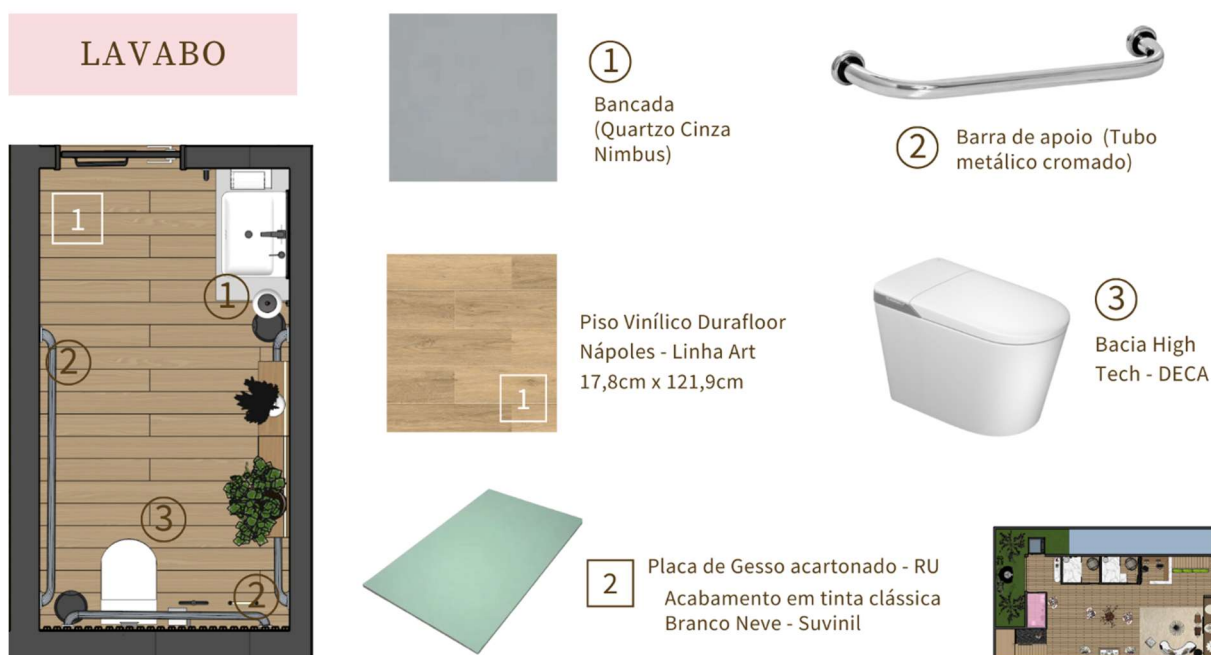 LAVABO
1
Bancada
(Quartzo Cinza
Nimbus)
2
Barra de apoio (Tubo
metálico cromado)
1
1
2
3
2
Piso Vinílico Durafloor
Nápoles - Linha Art
17,8cm x 121,9cm
1
3
Bacia High
Tech - DECA
2
Placa de Gesso acartonado - RU
Acabamento em tinta clássica
Branco Neve - Suvinil